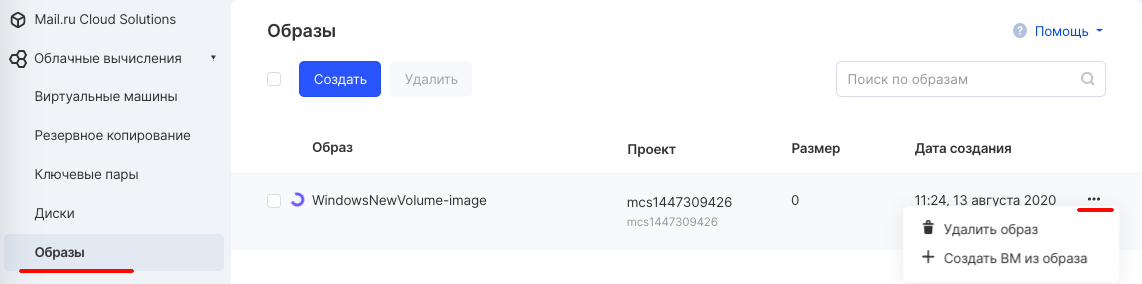 Mail.ru Cloud Solutions
Облачные вычисления
Виртуальные машины
Резервное копирование
Ключевые пары
Диски
Образы
Образы
? Помощь
Создать Удалить Поиск по образам
Образ Проект Размер Дата создания
WindowsNewVolume-image mcs1447309426 0 11:24, 13 августа 2020
mcs1447309426
Удалить образ
Создать ВМ из образа